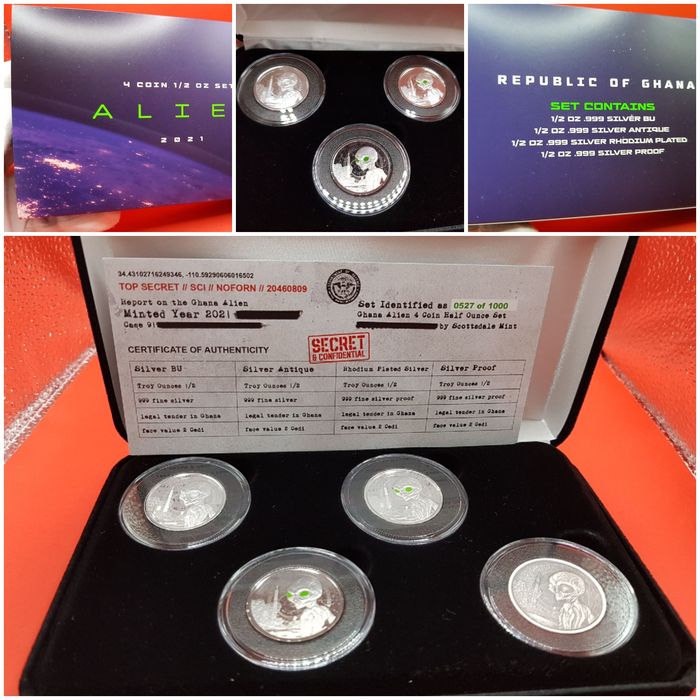 4 COIN 1/2 OZ SET
ALIE
2021
REPUBLIC OF GHANA
SET CONTAINS
1/2 OZ .999 SILVER BU
1/2 OZ .999 SILVER ANTIQUE
1/2 OZ .999 SILVER RHODIUM PLATED
1/2 OZ .999 SILVER PROOF
34.43102716249346, -110.59290606016502
TOP SECRET // SCI // NOFORN // 20460809
Report on the Ghana Alien
Minted Year 2021
Cage 91
Set Identified as 0527 of 1000
Ghana Alien 4 Coin Half Ounce Set
by Scottsdale Mint
SECRET
& CONFIDENTIAL
CERTIFICATE OF AUTHENTICITY
Silver BU Silver Antique Rhodium Plated Silver Silver Proof
Troy Ounces 1/2 Troy Ounces 1/2 Troy Ounces 1/2 Troy Ounces 1/2
999 fine silver 999 fine silver 999 fine silver proof 999 fine silver proof
legal tender in Ghana legal tender in Ghana legal tender in Ghana legal tender in Ghana
face value 2 Cedi face value 2 Cedi face value 2 Cedi face value 2 Cedi